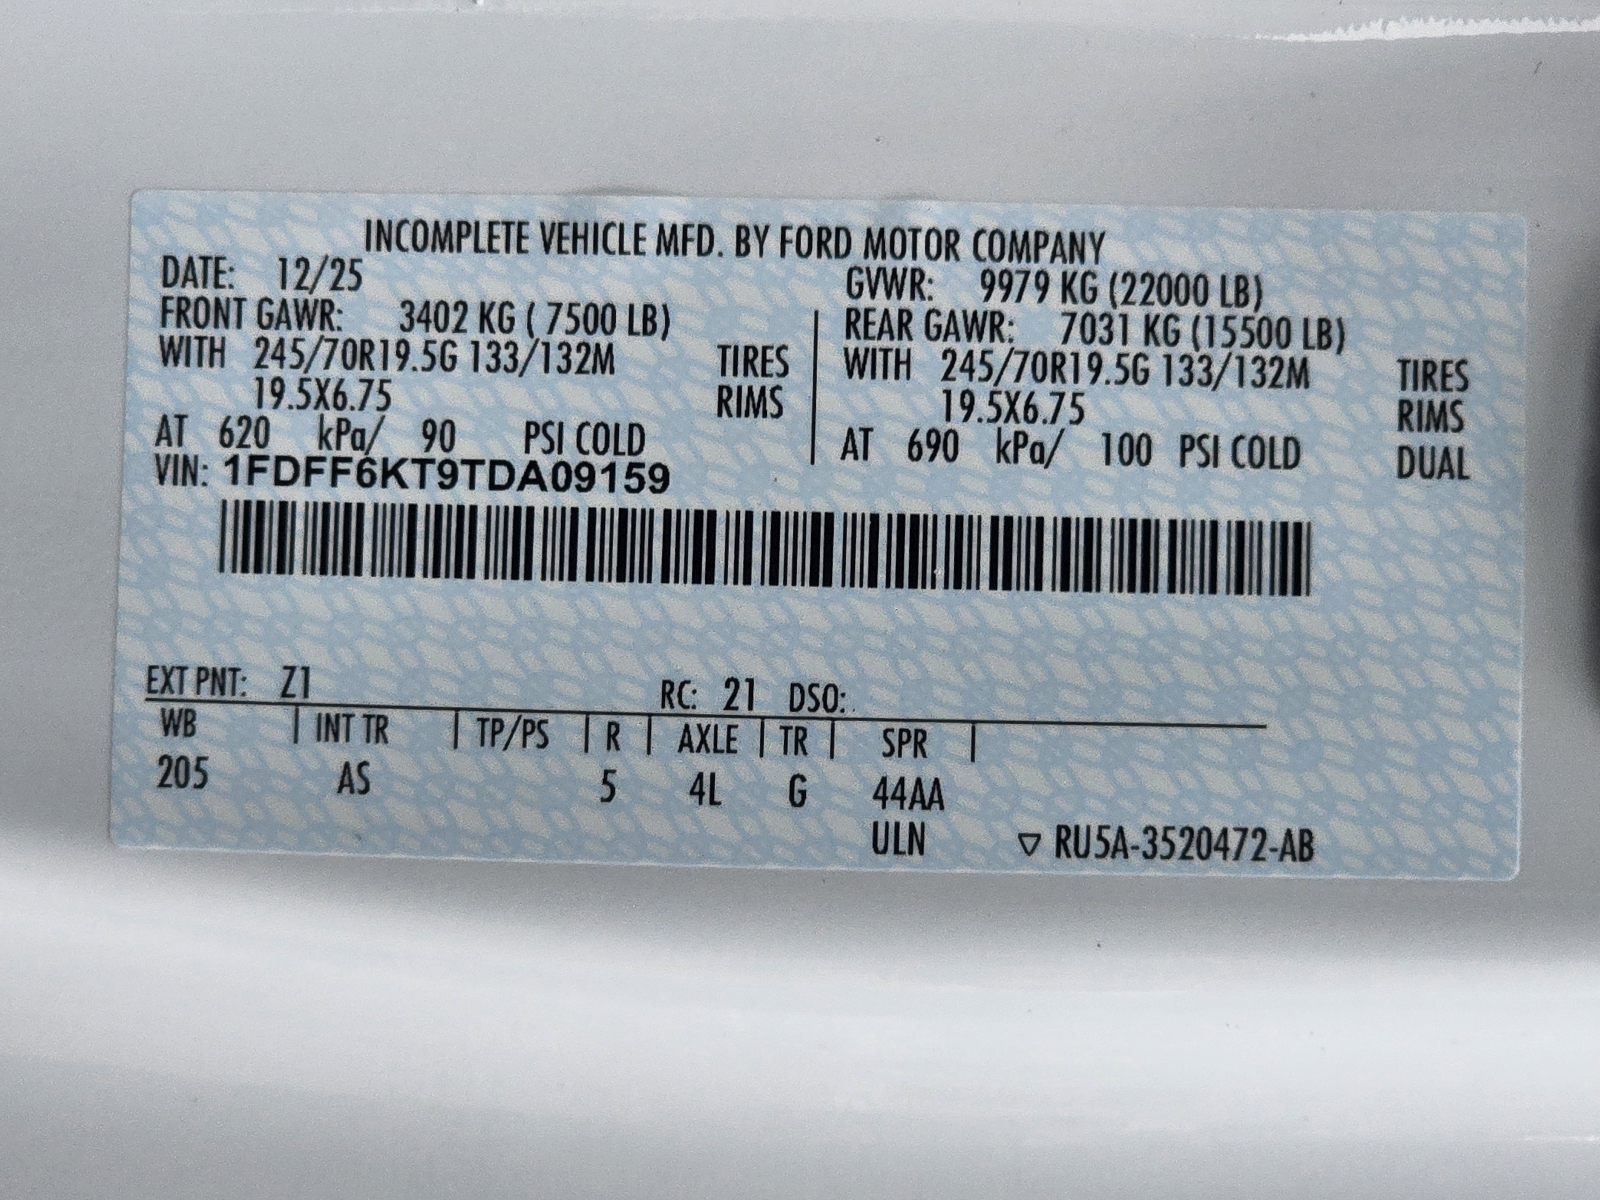 INCOMPLETE VEHICLE MFD. BY FORD MOTOR COMPANY
DATE: 12/25 GVWR: 9979 KG (22000 LB)
FRONT GAWR: 3402 KG ( 7500 LB) REAR GAWR: 7031 KG (15500 LB)
WITH 245/70R19.5G 133/132M TIRES WITH 245/70R19.5G 133/132M TIRES
19.5X6.75 RIMS 19.5X6.75 RIMS
AT 620 kPa/ 90 PSI COLD AT 690 kPa/ 100 PSI COLD DUAL
VIN: 1FDFF6KT9TDA09159
EXT PNT: Z1 RC: 21 DSO:
WB | INT TR | TP/PS | R | AXLE | TR | SPR |
205 AS 5 4L G 44AA
ULN ▽ RU5A-3520472-AB